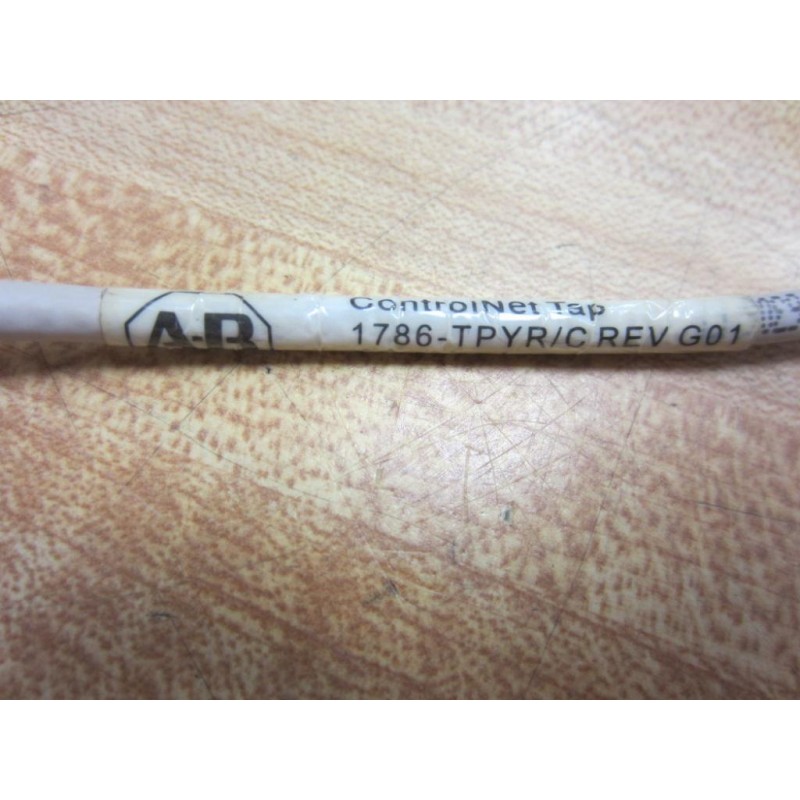 A-B
ControlNet Tap
1786-TPYR/C REV G01